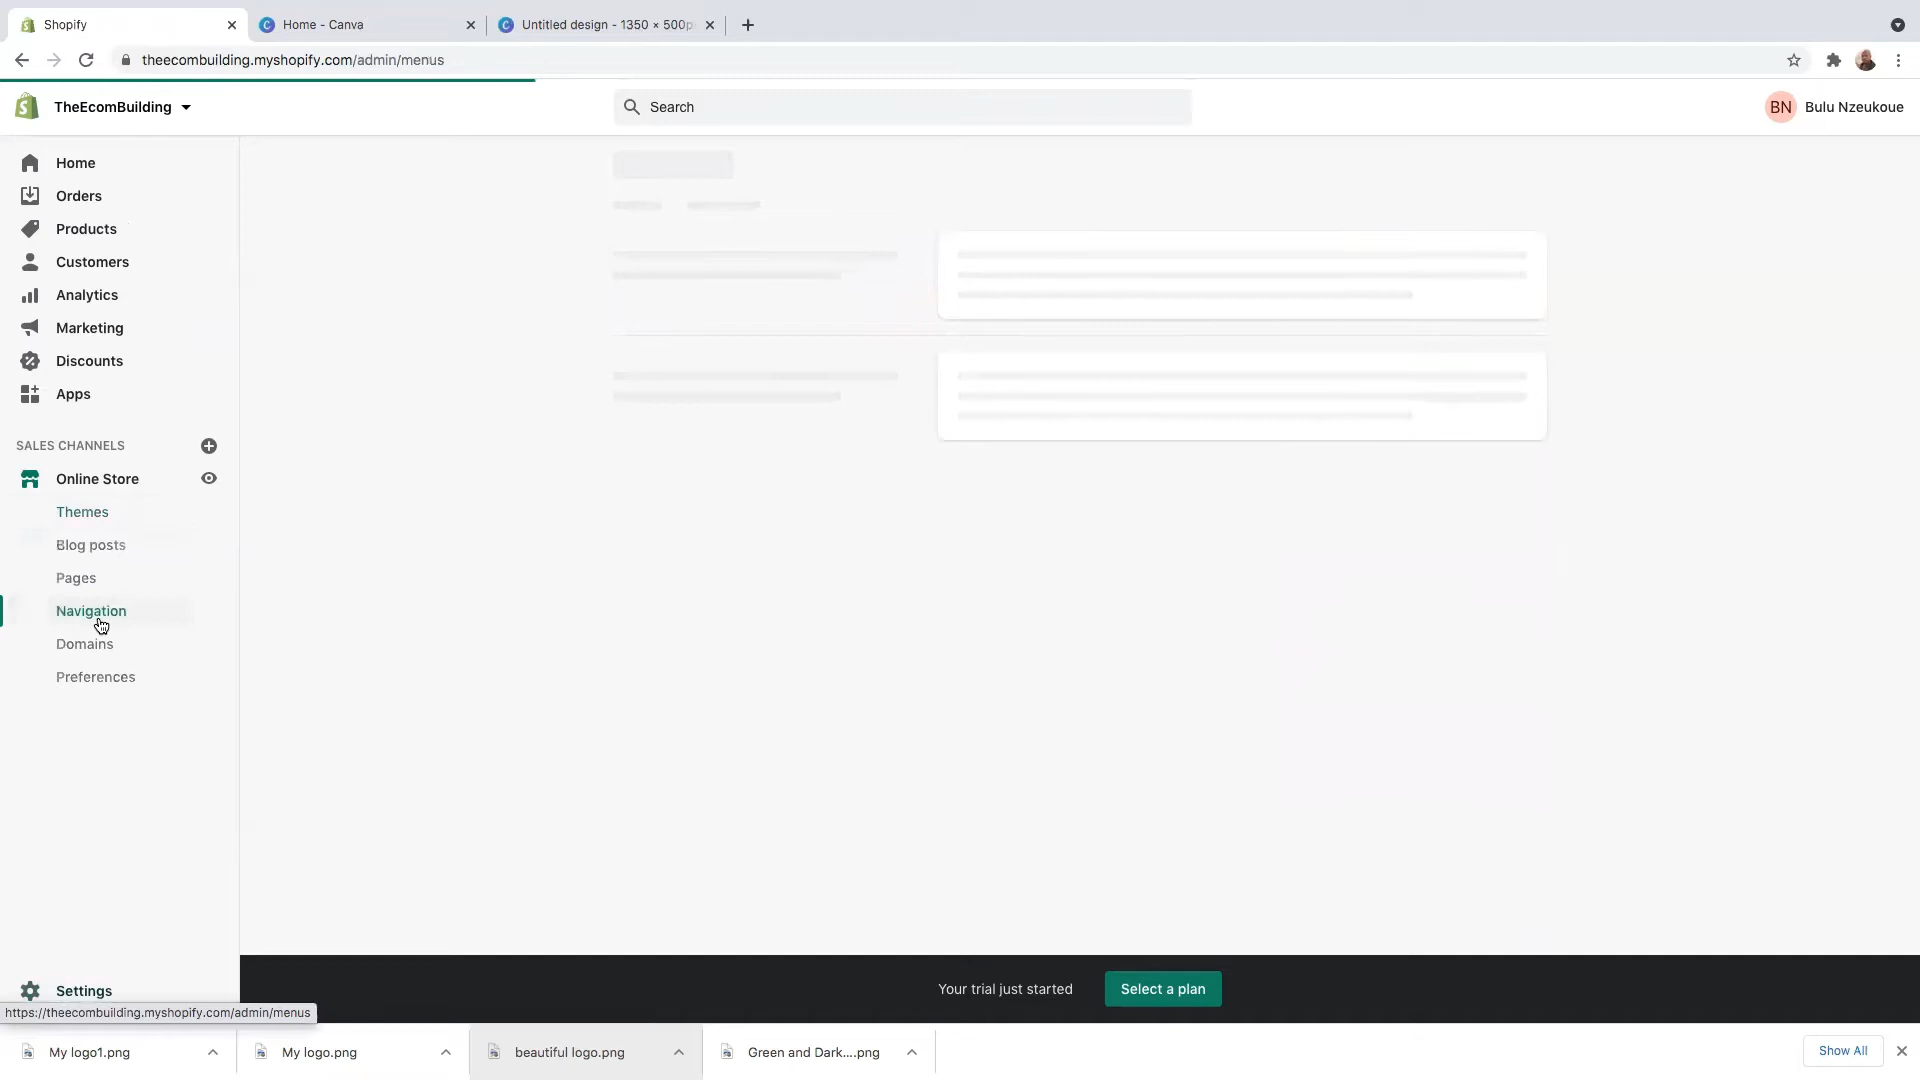 Shopify
Home - Canva
Untitled design - 1350 × 500p
theecombuilding.myshopify.com/admin/menus
TheEcomBuilding
Search
BN Bulu Nzeukoue
Home
Orders
Products
Customers
Analytics
Marketing
Discounts
Apps
SALES CHANNELS
Online Store
Themes
Blog posts
Pages
Navigation
Domains
Preferences
Settings
Your trial just started
Select a plan
https://theecombuilding.myshopify.com/admin/menus
My logo1.png
My logo.png
beautiful logo.png
Green and Dark....png
Show All